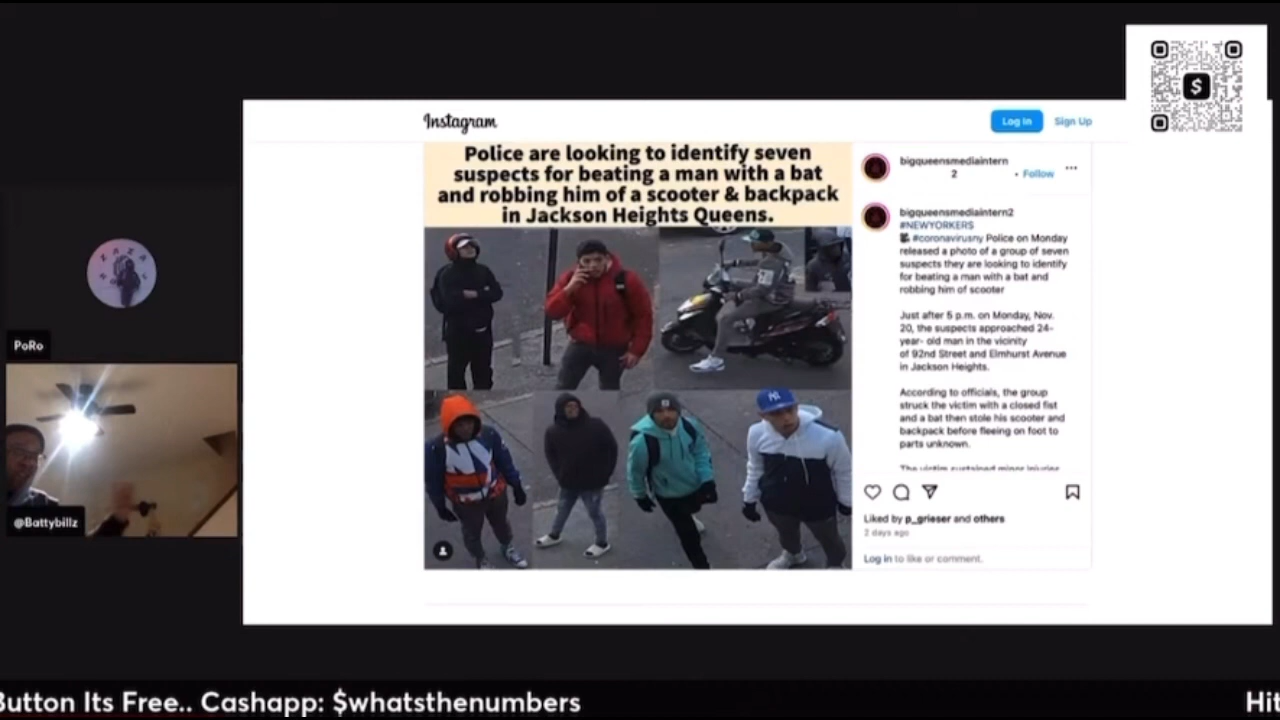 Instagram
Log In
Sign Up
Police are looking to identify seven
suspects for beating a man with a bat
and robbing him of a scooter & backpack
in Jackson Heights Queens.
bigqueensmediaintern
2
• Follow
bigqueensmediaintern2
#NEWYORKERS
#coronavirusny Police on Monday
released a photo of a group of seven
suspects they are looking to identify
for beating a man with a bat and
robbing him of scooter
Just after 5 p.m. on Monday, Nov.
20, the suspects approached 24-
year- old man in the vicinity
of 92nd Street and Elmhurst Avenue
in Jackson Heights.
According to officials, the group
struck the victim with a closed fist
and a bat then stole his scooter and
backpack before fleeing on foot to
parts unknown.
The victim sustained minor injuries
Liked by p_grieser and others
2 days ago
Log in to like or comment.
PoRo
@Battybillz
$
NY
Button Its Free.. Cashapp: $whatsthenumbers
Hit